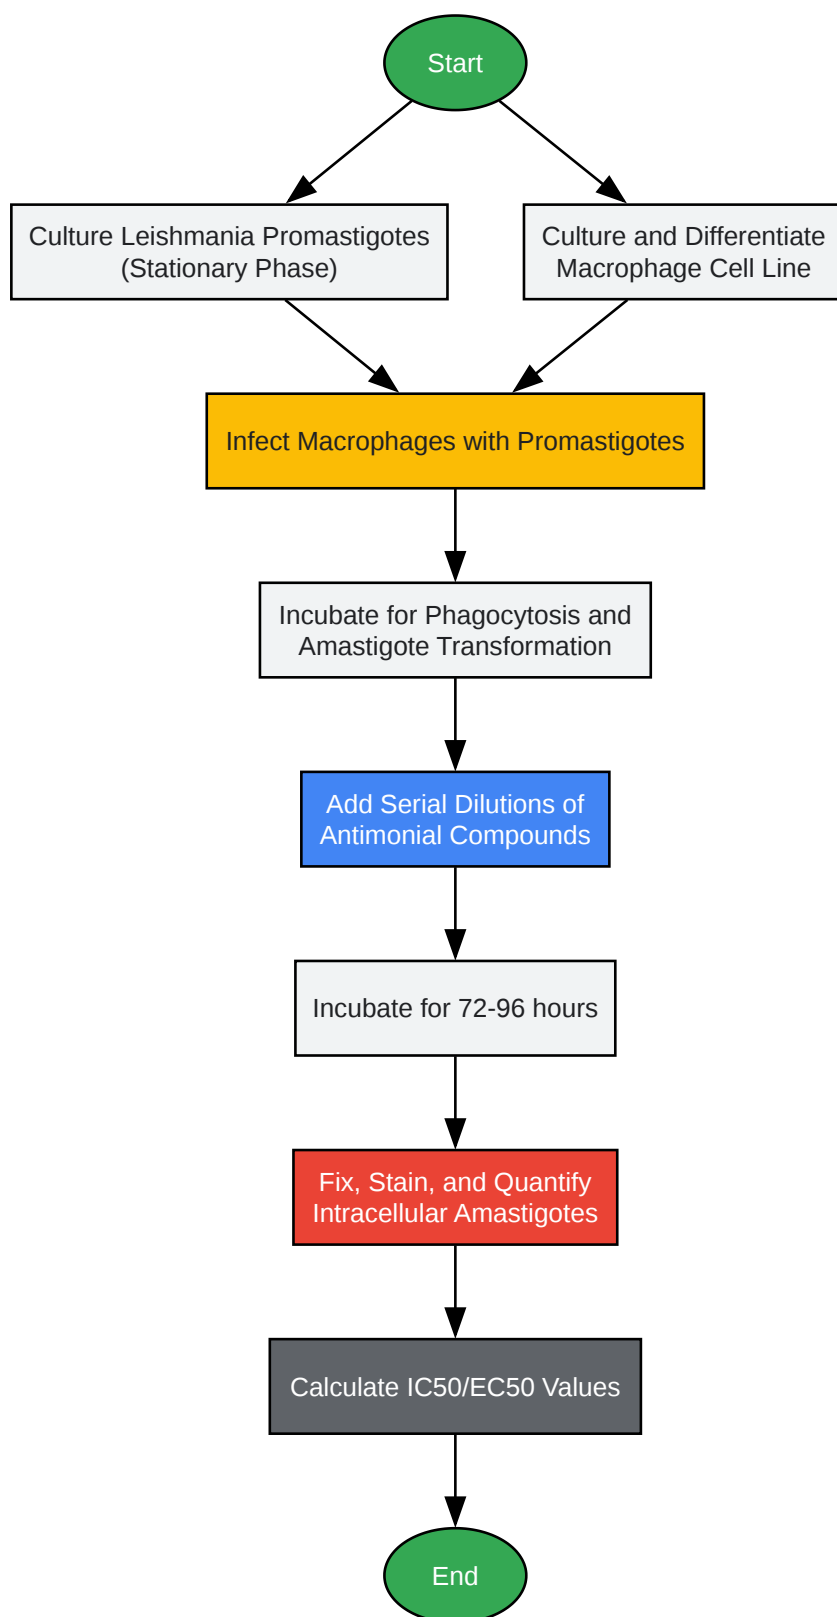 Start
Culture Leishmania Promastigotes
(Stationary Phase)
Culture and Differentiate
Macrophage Cell Line
Infect Macrophages with Promastigotes
Incubate for Phagocytosis and
Amastigote Transformation
Add Serial Dilutions of
Antimonial Compounds
Incubate for 72-96 hours
Fix, Stain, and Quantify
Intracellular Amastigotes
Calculate IC50/EC50 Values
End